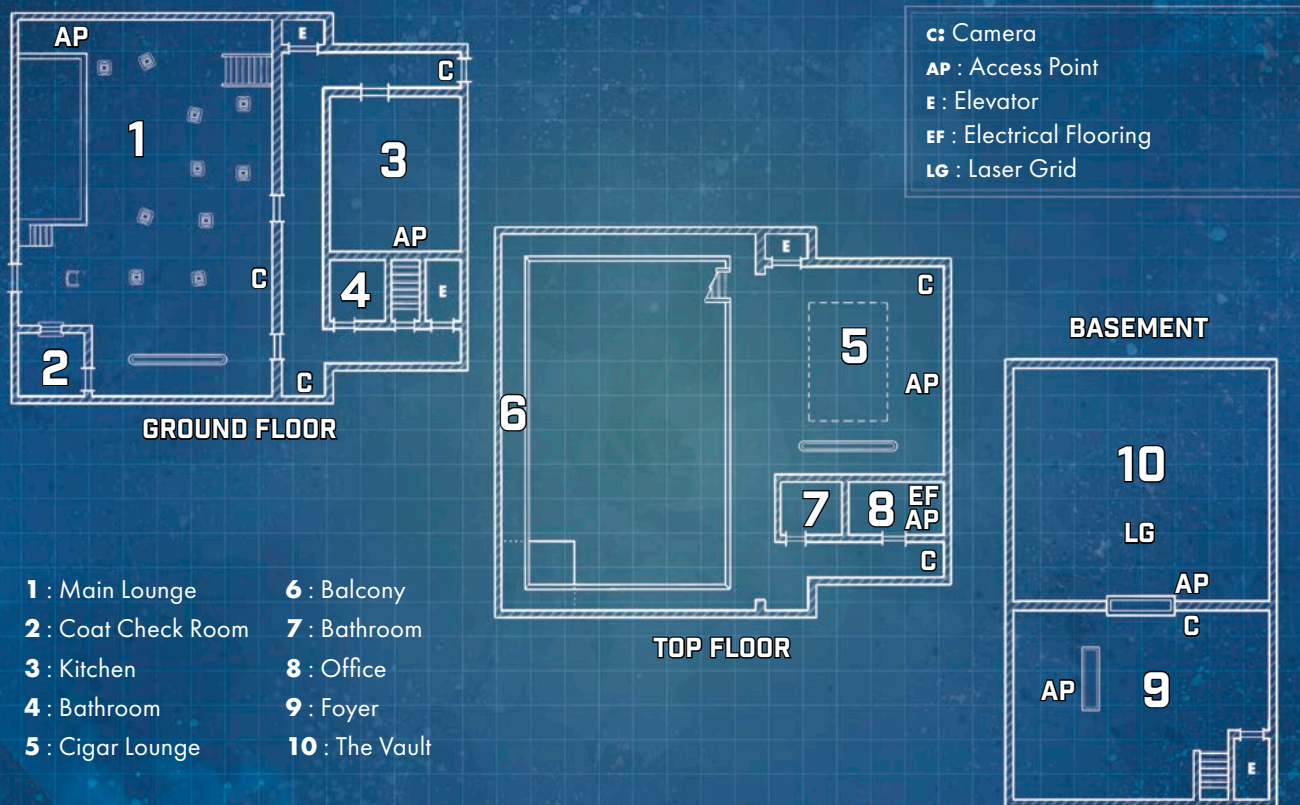 AP
E
C
1
3
AP
C
4
E
2
C
GROUND FLOOR
C: Camera
AP : Access Point
E : Elevator
EF : Electrical Flooring
LG : Laser Grid
E
C
5
AP
6
7
8
EF
AP
C
TOP FLOOR
BASEMENT
10
LG
AP
C
AP
9
E
1 : Main Lounge
2 : Coat Check Room
3 : Kitchen
4 : Bathroom
5 : Cigar Lounge
6 : Balcony
7 : Bathroom
8 : Office
9 : Foyer
10 : The Vault